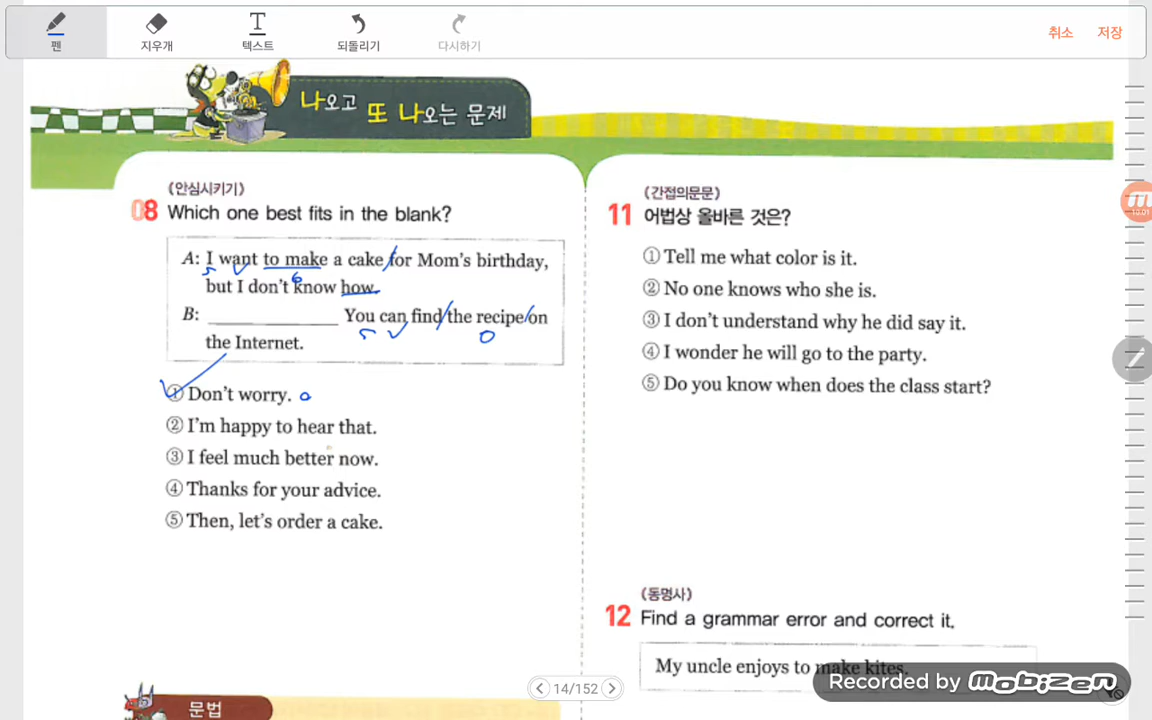 펜
지우개
텍스트
되돌리기
다시하기
취소
저장
나오고 또 나오는 문제
(안심시키기)
08 Which one best fits in the blank?
A: I want to make a cake for Mom's birthday,
but I don't know how.
B: ____________ You can find the recipe on
the Internet.
① Don't worry.
② I'm happy to hear that.
③ I feel much better now.
④ Thanks for your advice.
⑤ Then, let's order a cake.
문법
(간접의문문)
11 어법상 올바른 것은?
① Tell me what color is it.
② No one knows who she is.
③ I don't understand why he did say it.
④ I wonder he will go to the party.
⑤ Do you know when does the class start?
(동명사)
12 Find a grammar error and correct it.
My uncle enjoys to make kites.
14/152
Recorded by mobizen